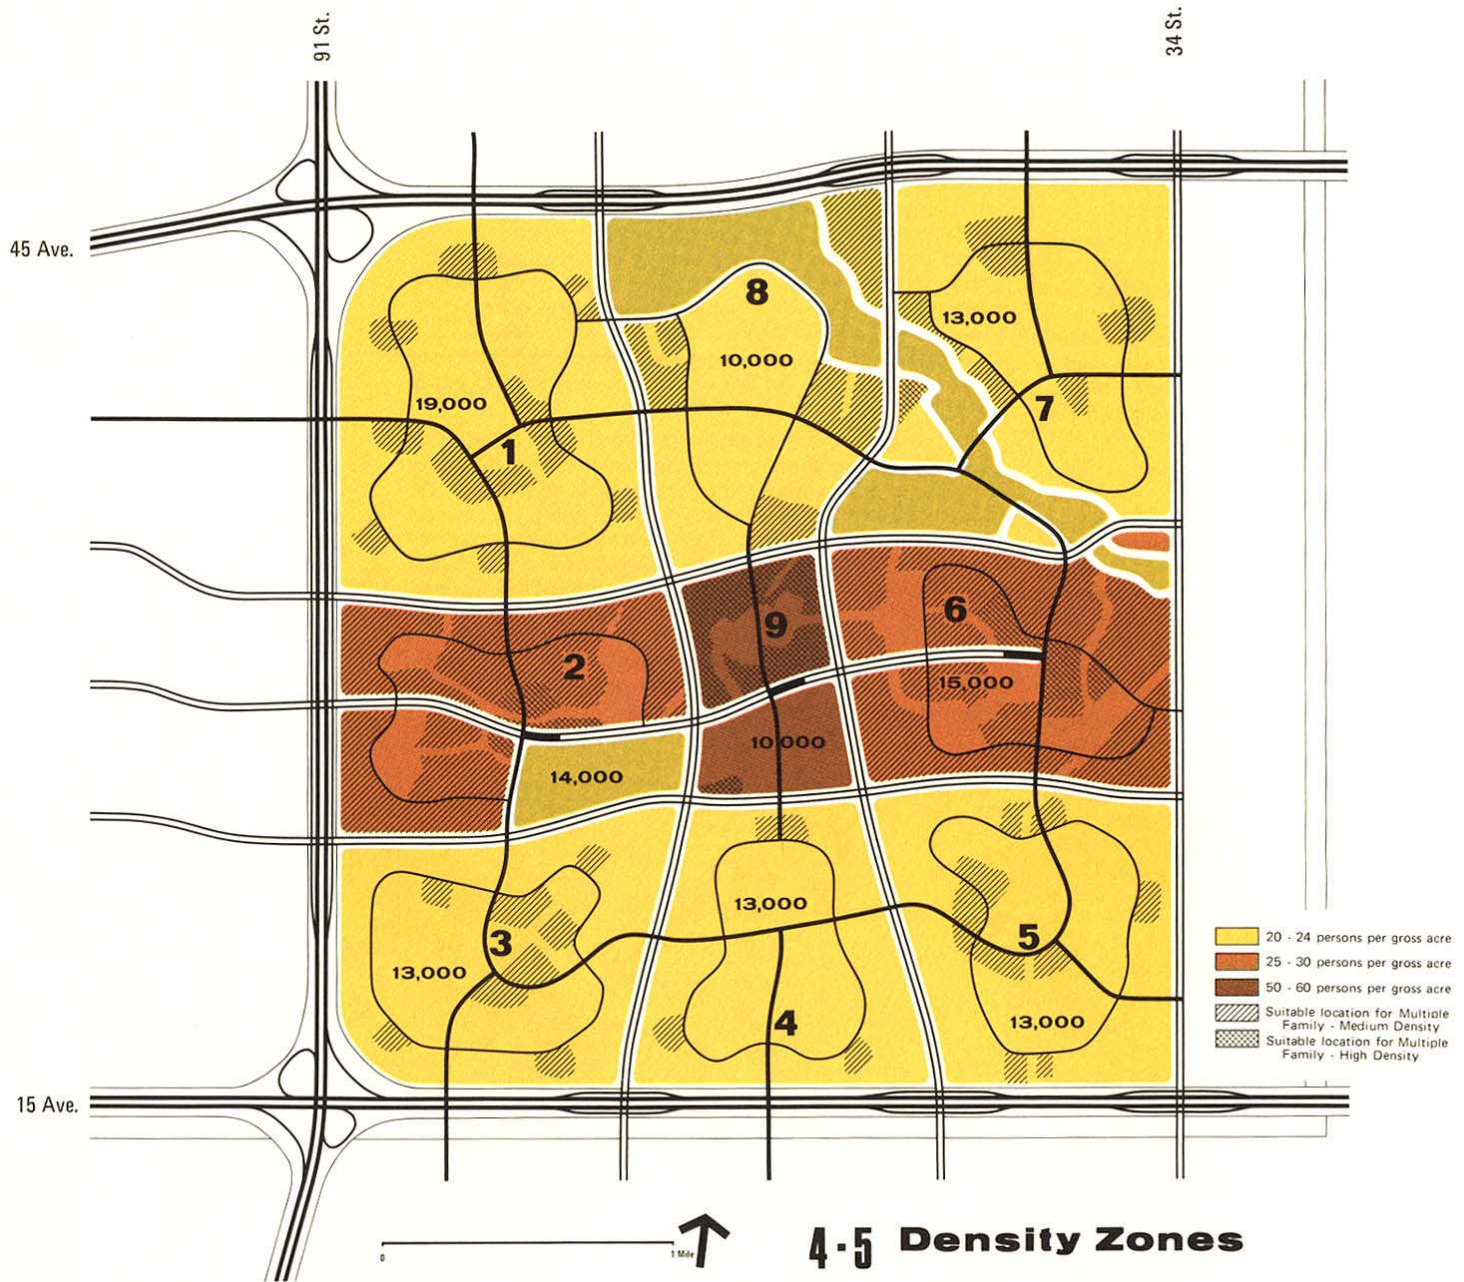 91 St.
34 St.
45 Ave.
8
13,000
10,000
19,000
7
1
9
6
2
15,000
10,000
14,000
13,000
5
3
13,000
13,000
4
20 - 24 persons per gross acre
25 - 30 persons per gross acre
50 - 60 persons per gross acre
Suitable location for Multiple
Family - Medium Density
Suitable location for Multiple
Family - High Density
15 Ave.
0
1 Mile
4-5 Density Zones